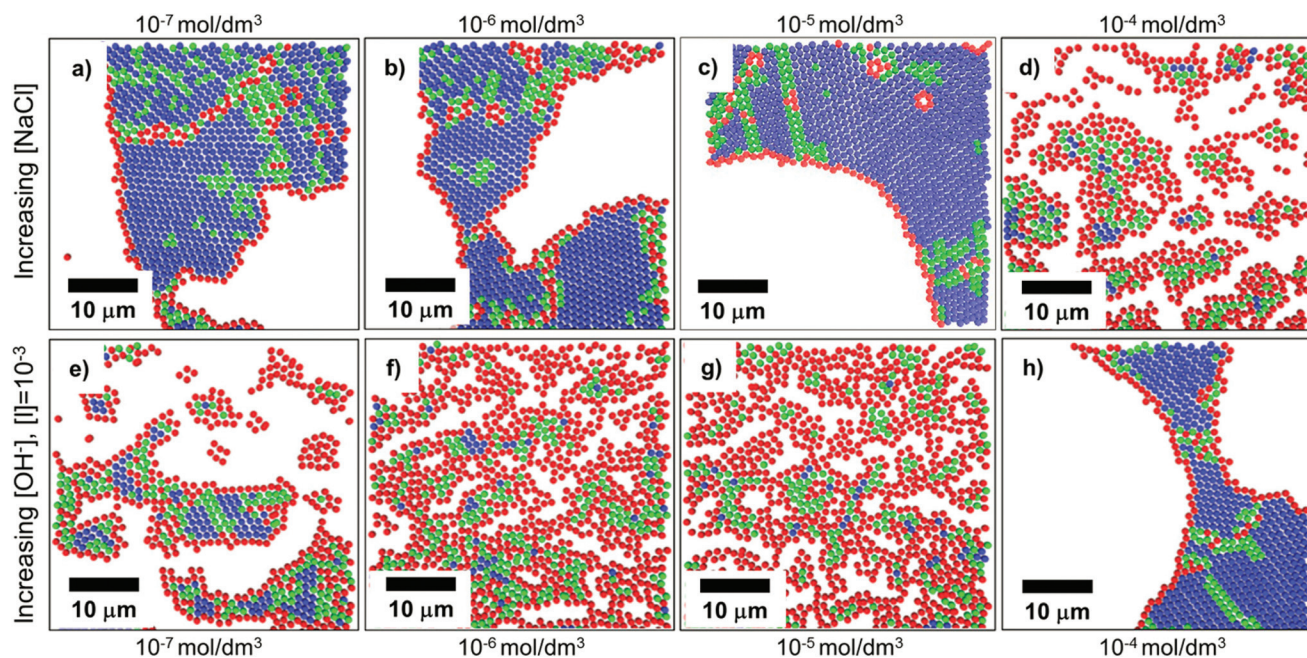 10⁻⁷ mol/dm³ 10⁻⁶ mol/dm³ 10⁻⁵ mol/dm³ 10⁻⁴ mol/dm³
Increasing [NaCl]
a) b) c) d)
10 µm 10 µm 10 µm 10 µm
Increasing [OH⁻], [I]=10⁻³
e) f) g) h)
10 µm 10 µm 10 µm 10 µm
10⁻⁷ mol/dm³ 10⁻⁶ mol/dm³ 10⁻⁵ mol/dm³ 10⁻⁴ mol/dm³